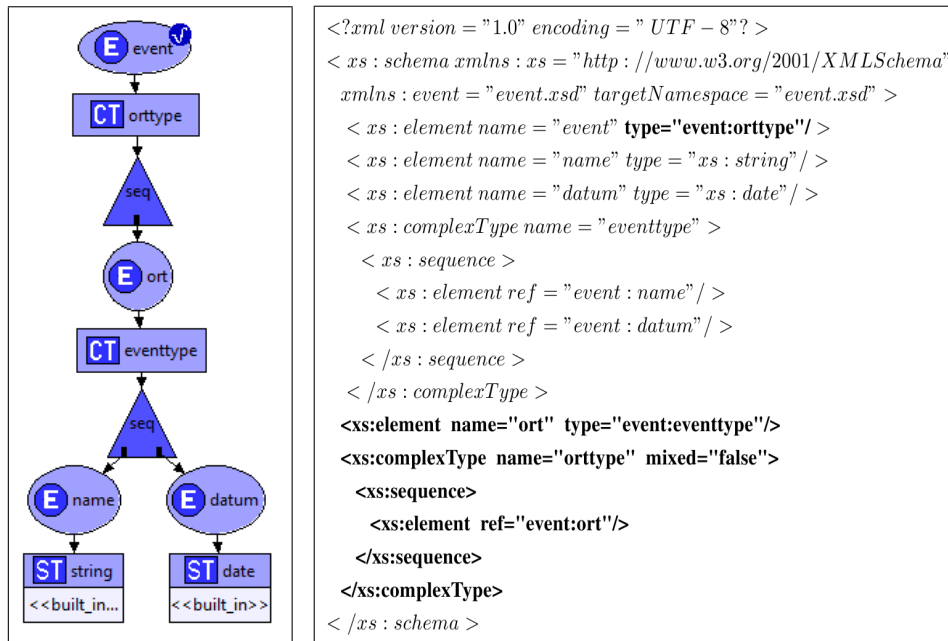 E event
CT orttype
seq
E ort
CT eventtype
seq
E name
E datum
ST string
ST date
<<built_in...
<<built_in>>
<?xml version = "1.0" encoding = " UTF − 8"? >
< xs : schema xmlns : xs = "http : //www.w3.org/2001/XMLSchema"
xmlns : event = "event.xsd" targetNamespace = "event.xsd" >
< xs : element name = "event" type="event:orttype"/ >
< xs : element name = "name" type = "xs : string"/ >
< xs : element name = "datum" type = "xs : date"/ >
< xs : complexType name = "eventtype" >
< xs : sequence >
< xs : element ref = "event : name"/ >
< xs : element ref = "event : datum"/ >
< /xs : sequence >
< /xs : complexType >
<xs:element name="ort" type="event:eventtype"/>
<xs:complexType name="orttype" mixed="false">
<xs:sequence>
<xs:element ref="event:ort"/>
</xs:sequence>
</xs:complexType>
< /xs : schema >